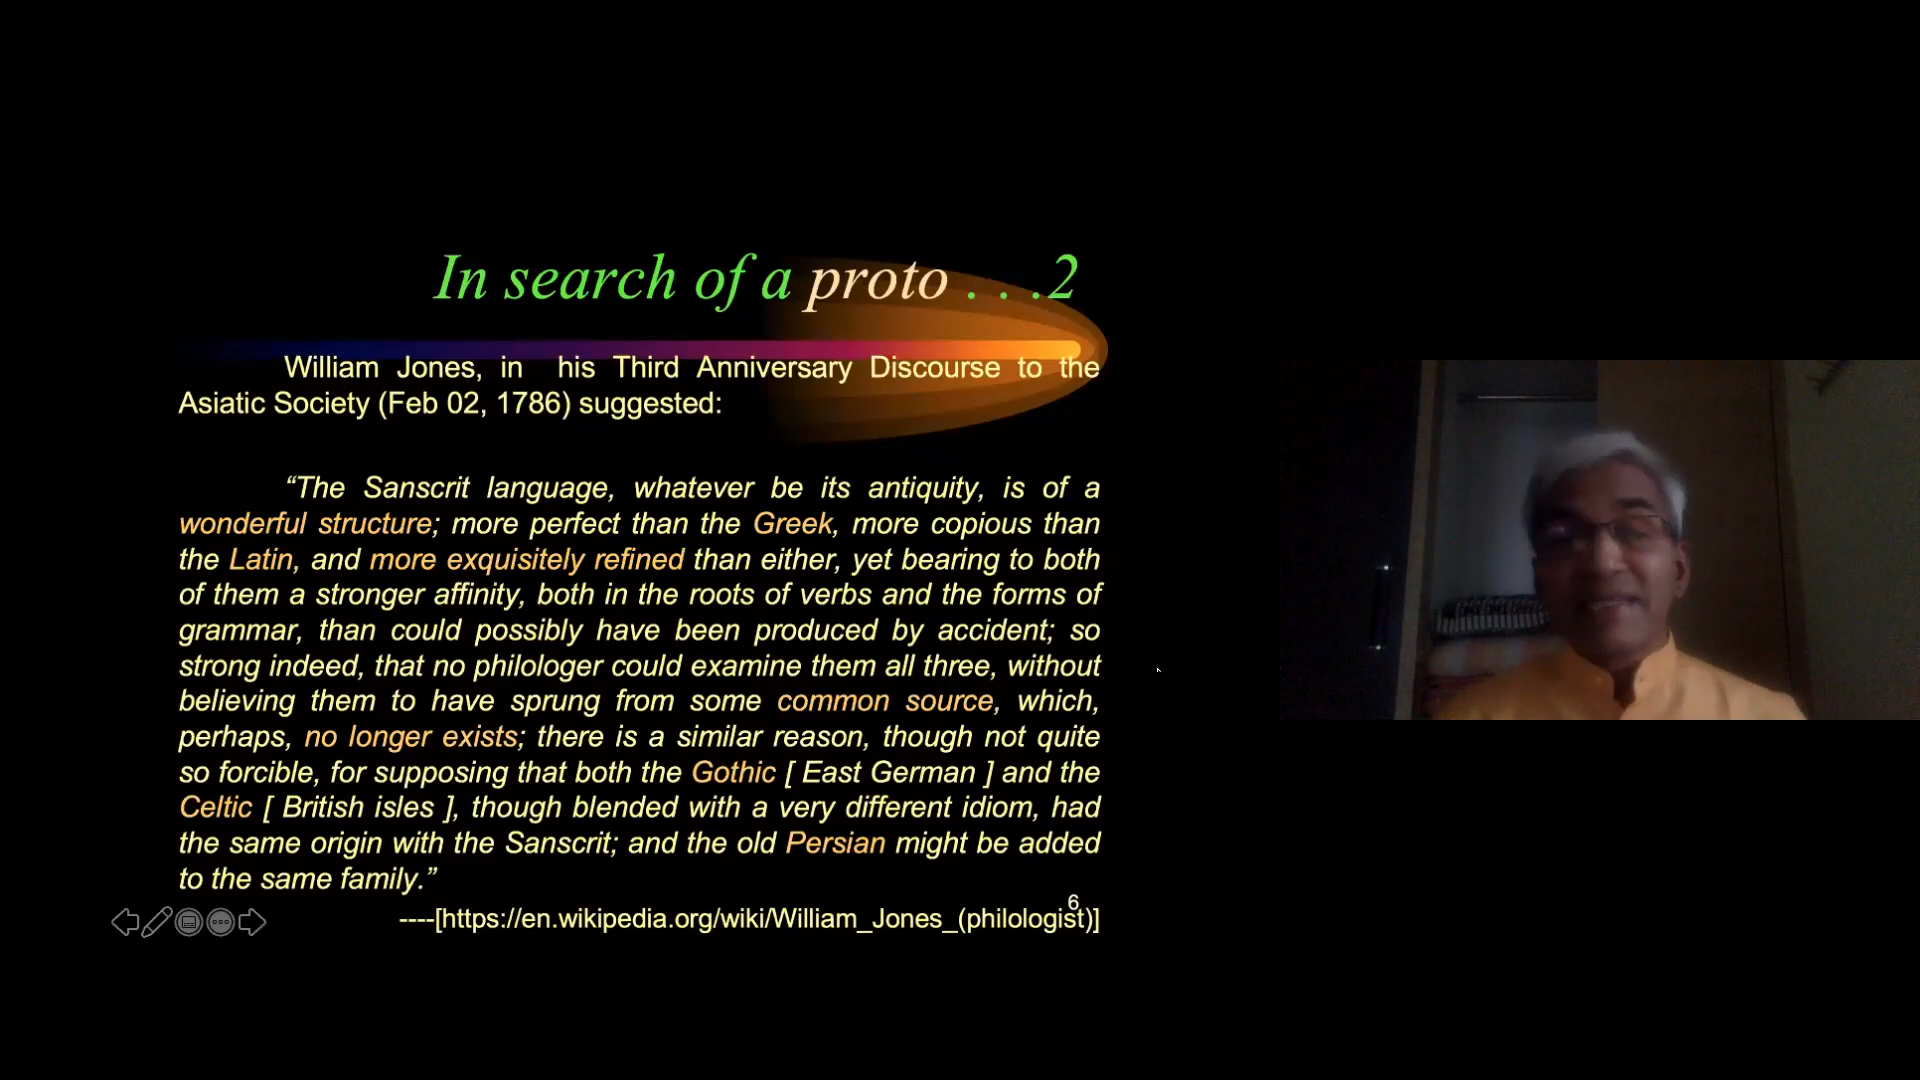 In search of a proto . . .2
William Jones, in his Third Anniversary Discourse to the
Asiatic Society (Feb 02, 1786) suggested:
“The Sanscrit language, whatever be its antiquity, is of a
wonderful structure; more perfect than the Greek, more copious than
the Latin, and more exquisitely refined than either, yet bearing to both
of them a stronger affinity, both in the roots of verbs and the forms of
grammar, than could possibly have been produced by accident; so
strong indeed, that no philologer could examine them all three, without
believing them to have sprung from some common source, which,
perhaps, no longer exists; there is a similar reason, though not quite
so forcible, for supposing that both the Gothic [ East German ] and the
Celtic [ British isles ], though blended with a very different idiom, had
the same origin with the Sanscrit; and the old Persian might be added
to the same family.”
6
----[https://en.wikipedia.org/wiki/William_Jones_(philologist)]